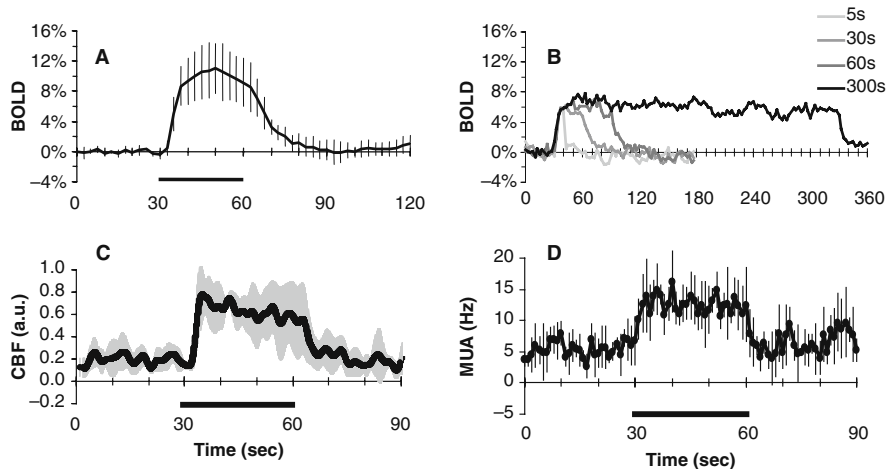 A
BOLD
16%
12%
8%
4%
0%
–4%
0 30 60 90 120
B
BOLD
16%
12%
8%
4%
0%
–4%
0 60 120 180 240 300 360
5s
30s
60s
300s
C
CBF (a.u.)
1.0
0.8
0.6
0.4
0.2
0.0
–0.2
0 30 60 90
Time (sec)
D
MUA (Hz)
20
15
10
5
0
–5
0 30 60 90
Time (sec)